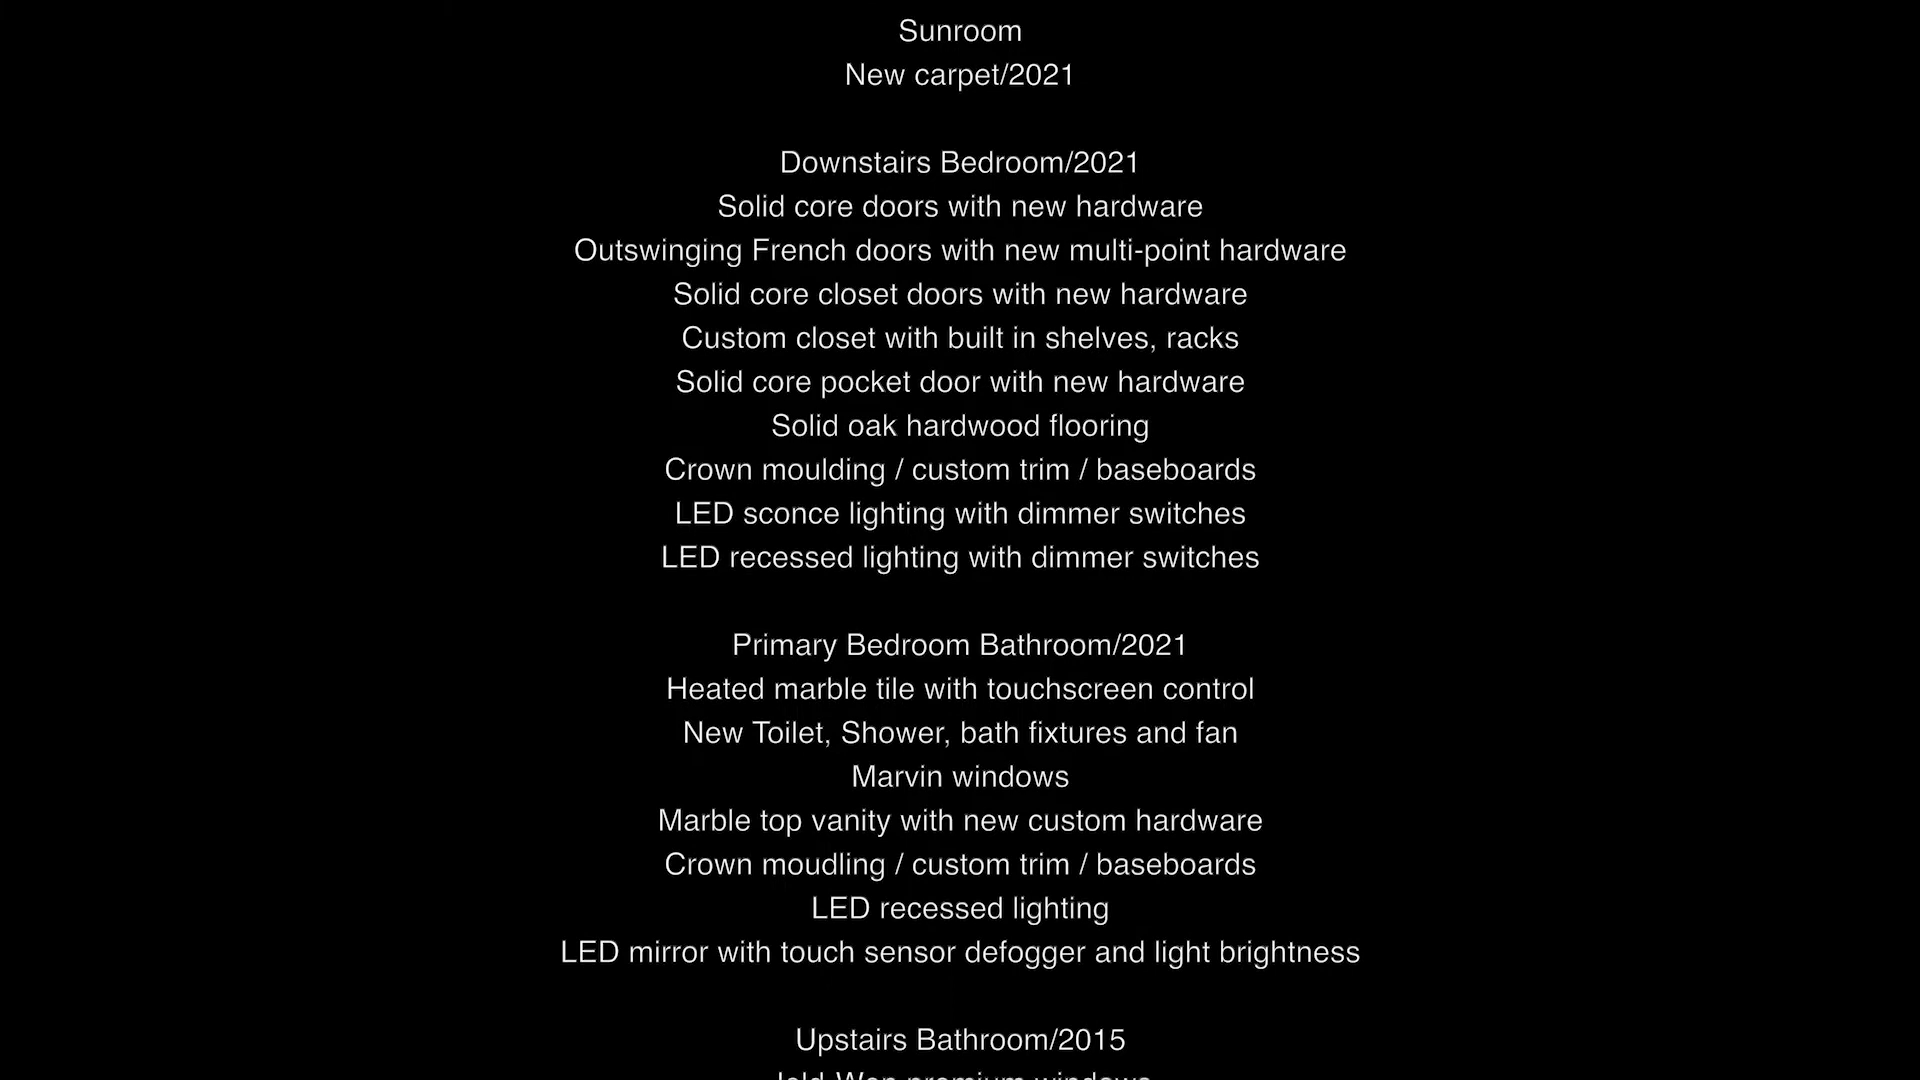 Sunroom
New carpet/2021
Downstairs Bedroom/2021
Solid core doors with new hardware
Outswinging French doors with new multi-point hardware
Solid core closet doors with new hardware
Custom closet with built in shelves, racks
Solid core pocket door with new hardware
Solid oak hardwood flooring
Crown moulding / custom trim / baseboards
LED sconce lighting with dimmer switches
LED recessed lighting with dimmer switches
Primary Bedroom Bathroom/2021
Heated marble tile with touchscreen control
New Toilet, Shower, bath fixtures and fan
Marvin windows
Marble top vanity with new custom hardware
Crown moudling / custom trim / baseboards
LED recessed lighting
LED mirror with touch sensor defogger and light brightness
Upstairs Bathroom/2015
premium windows